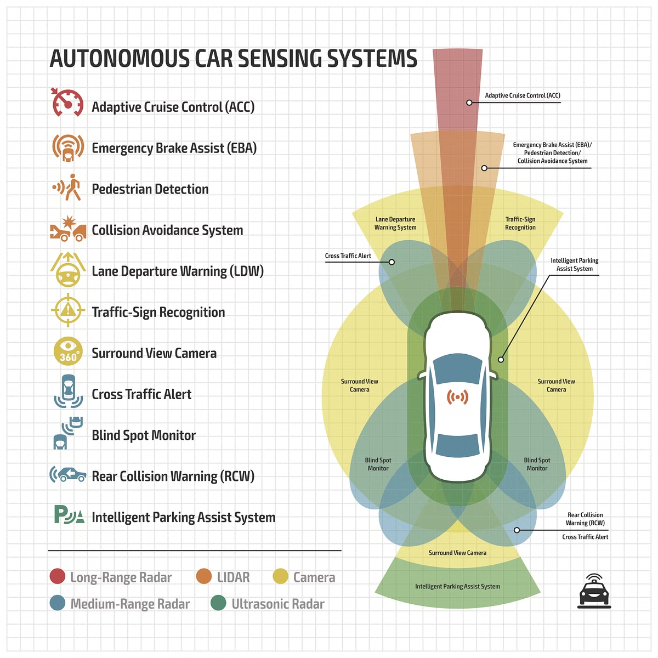 AUTONOMOUS CAR SENSING SYSTEMS
Adaptive Cruise Control (ACC)
Emergency Brake Assist (EBA)
Pedestrian Detection
Collision Avoidance System
Lane Departure Warning (LDW)
Traffic-Sign Recognition
360°
Surround View Camera
Cross Traffic Alert
Blind Spot Monitor
Rear Collision Warning (RCW)
P
Intelligent Parking Assist System
Long-Range Radar
LIDAR
Camera
Medium-Range Radar
Ultrasonic Radar
Adaptive Cruise Control (ACC)
Emergency Brake Assist (EBA)/
Pedestrian Detection/
Collision Avoidance System
Lane Departure
Warning System
Traffic-Sign
Recognition
Cross Traffic Alert
Intelligent Parking
Assist System
Surround View
Camera
Surround View
Camera
Blind Spot
Monitor
Blind Spot
Monitor
Rear Collision
Warning (RCW)
Cross Traffic Alert
Surround View Camera
Intelligent Parking Assist System